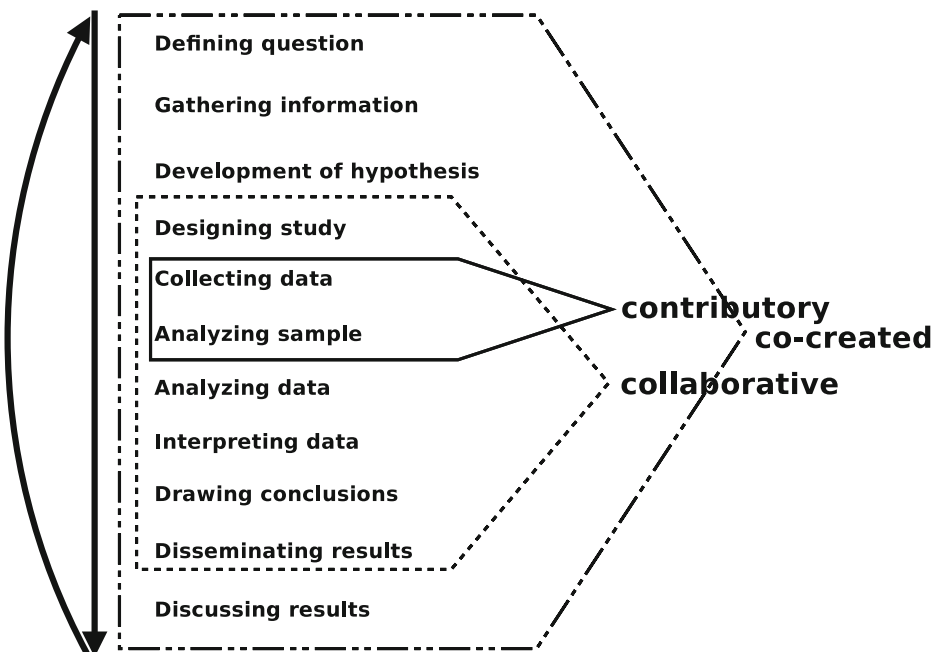 Defining question
Gathering information
Development of hypothesis
Designing study
Collecting data
contributory
Analyzing sample
co-created
Analyzing data
collaborative
Interpreting data
Drawing conclusions
Disseminating results
Discussing results